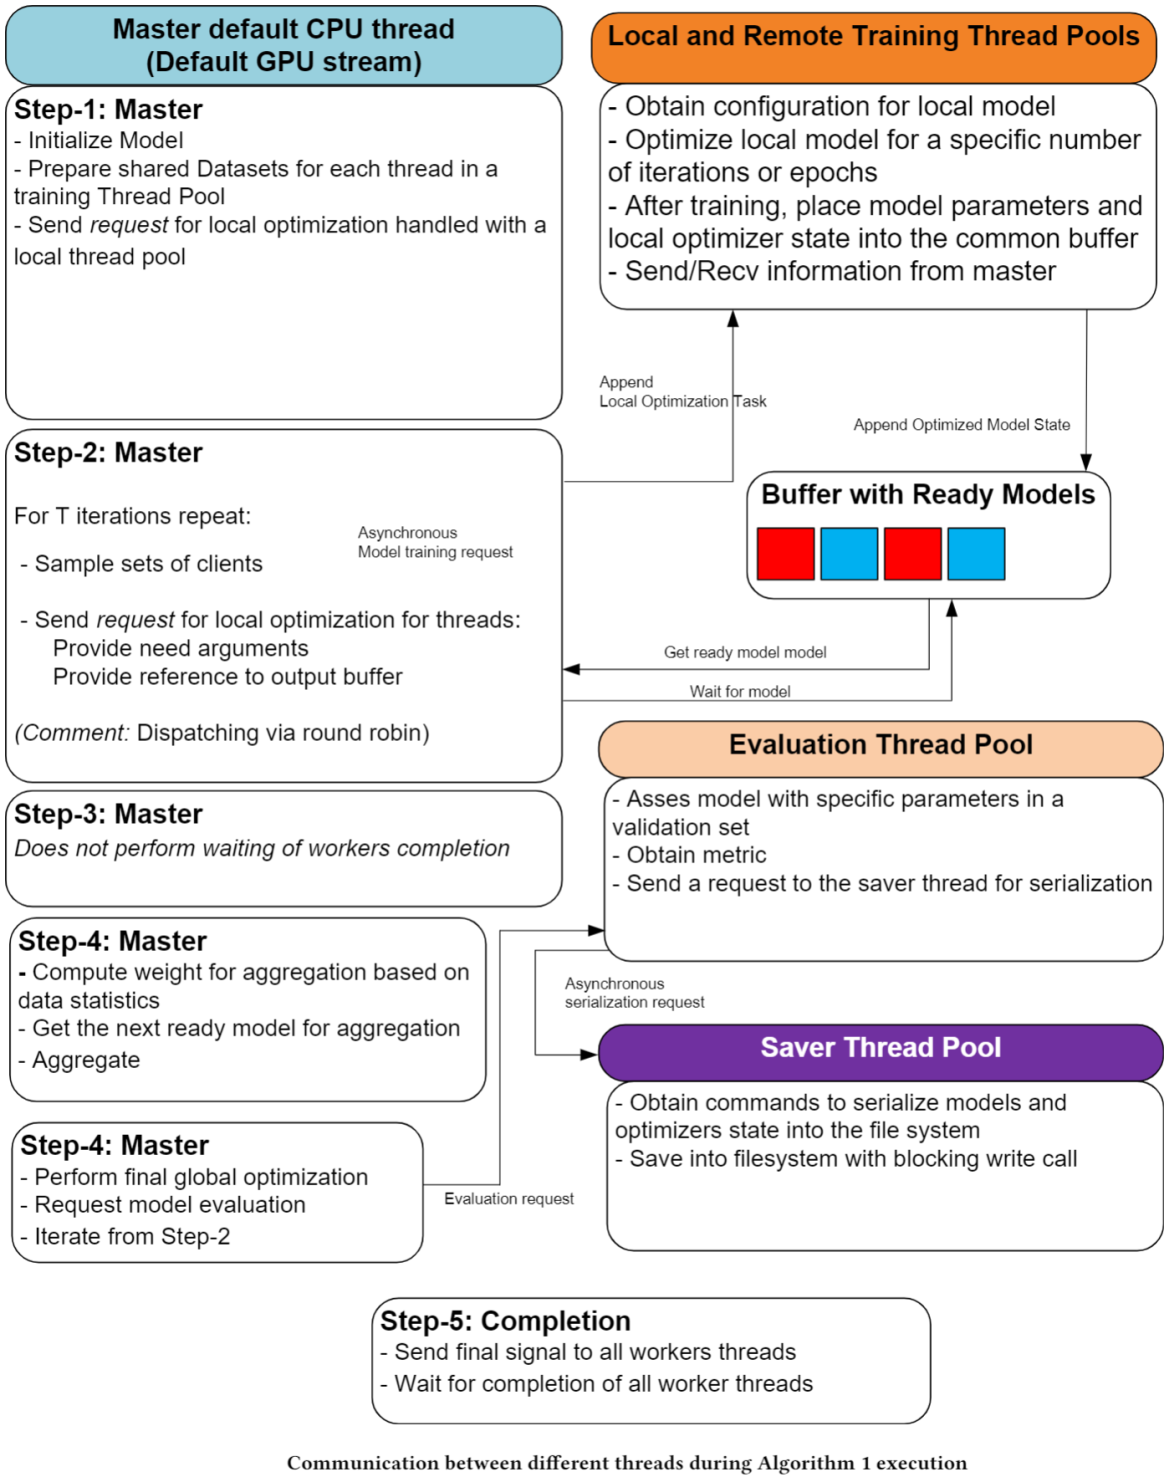 Master default CPU thread
(Default GPU stream)
Step-1: Master
- Initialize Model
- Prepare shared Datasets for each thread in a
training Thread Pool
- Send request for local optimization handled with a
local thread pool
Local and Remote Training Thread Pools
- Obtain configuration for local model
- Optimize local model for a specific number
of iterations or epochs
- After training, place model parameters and
local optimizer state into the common buffer
- Send/Recv information from master
Append
Local Optimization Task
Append Optimized Model State
Step-2: Master
For T iterations repeat:
Asynchronous
Model training request
- Sample sets of clients
- Send request for local optimization for threads:
Provide need arguments
Provide reference to output buffer
(Comment: Dispatching via round robin)
Buffer with Ready Models
Get ready model model
Wait for model
Step-3: Master
Does not perform waiting of workers completion
Evaluation Thread Pool
- Asses model with specific parameters in a
validation set
- Obtain metric
- Send a request to the saver thread for serialization
Step-4: Master
- Compute weight for aggregation based on
data statistics
- Get the next ready model for aggregation
- Aggregate
Asynchronous
serialization request
Saver Thread Pool
- Obtain commands to serialize models and
optimizers state into the file system
- Save into filesystem with blocking write call
Step-4: Master
- Perform final global optimization
- Request model evaluation
- Iterate from Step-2
Evaluation request
Step-5: Completion
- Send final signal to all workers threads
- Wait for completion of all worker threads
Communication between different threads during Algorithm 1 execution